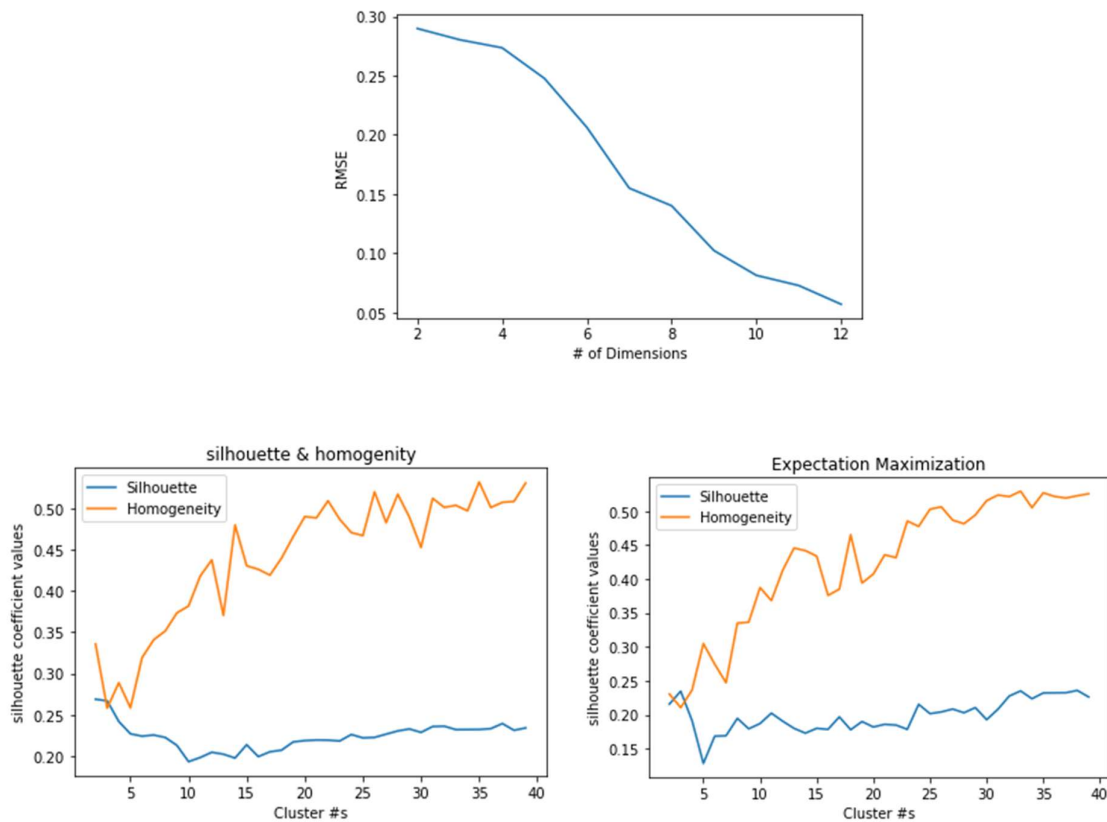 0.30
0.25
0.20
0.15
0.10
0.05
RMSE
2 4 6 8 10 12
# of Dimensions
silhouette & homogenity
Silhouette
Homogeneity
0.50
0.45
0.40
0.35
0.30
0.25
0.20
silhouette coefficient values
5 10 15 20 25 30 35 40
Cluster #s
Expectation Maximization
Silhouette
Homogeneity
0.50
0.45
0.40
0.35
0.30
0.25
0.20
0.15
silhouette coefficient values
5 10 15 20 25 30 35 40
Cluster #s